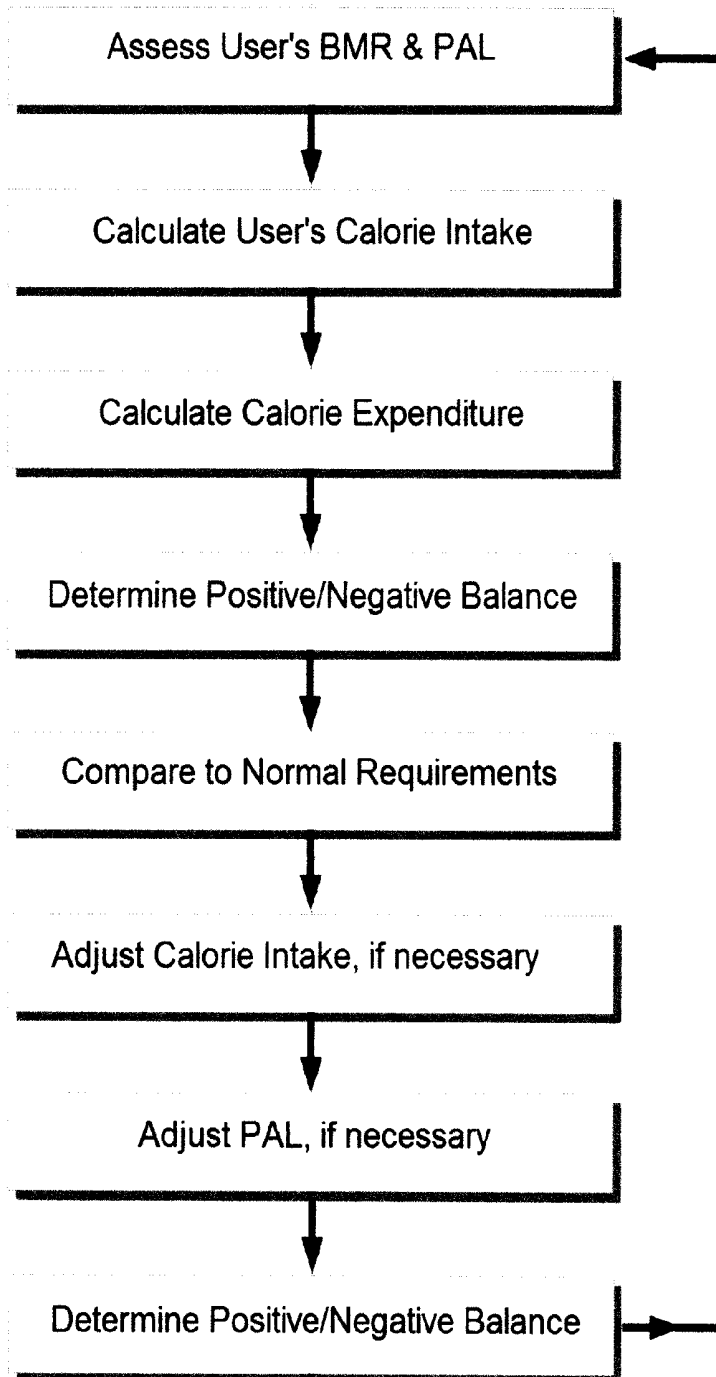 Assess User's BMR & PAL
Calculate User's Calorie Intake
Calculate Calorie Expenditure
Determine Positive/Negative Balance
Compare to Normal Requirements
Adjust Calorie Intake, if necessary
Adjust PAL, if necessary
Determine Positive/Negative Balance